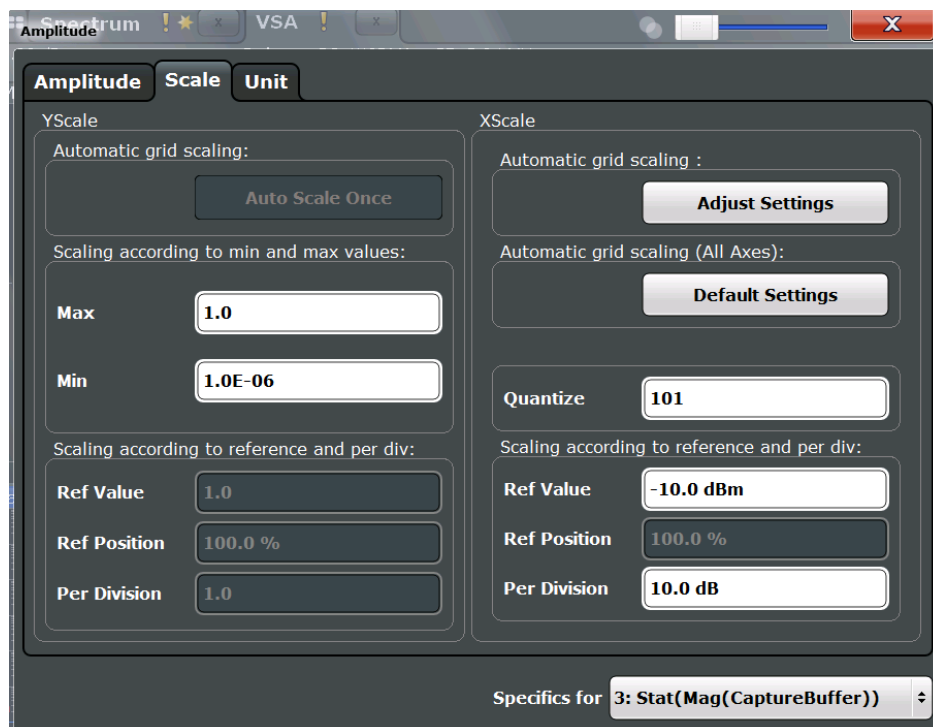 Spectrum ! x VSA ! x
Amplitude
X
Amplitude Scale Unit
YScale
Automatic grid scaling:
Auto Scale Once
Scaling according to min and max values:
Max 1.0
Min 1.0E-06
Scaling according to reference and per div:
Ref Value 1.0
Ref Position 100.0 %
Per Division 1.0
XScale
Automatic grid scaling :
Adjust Settings
Automatic grid scaling (All Axes):
Default Settings
Quantize 101
Scaling according to reference and per div:
Ref Value -10.0 dBm
Ref Position 100.0 %
Per Division 10.0 dB
Specifics for 3: Stat(Mag(CaptureBuffer))